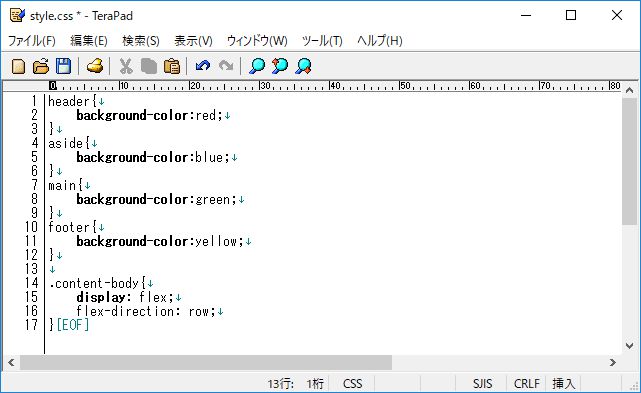 style.css * - TeraPad
ファイル(F) 編集(E) 検索(S) 表示(V) ウィンドウ(W) ツール(T) ヘルプ(H)
0 10 20 30 40 50 60 70 80
1 header{↓
2     background-color:red;↓
3 }↓
4 aside{↓
5     background-color:blue;↓
6 }↓
7 main{↓
8     background-color:green;↓
9 }↓
10 footer{↓
11     background-color:yellow;↓
12 }↓
13 ↓
14 .content-body{↓
15     display: flex;↓
16     flex-direction: row;↓
17 }[EOF]
13行: 1桁 CSS SJIS CRLF 挿入